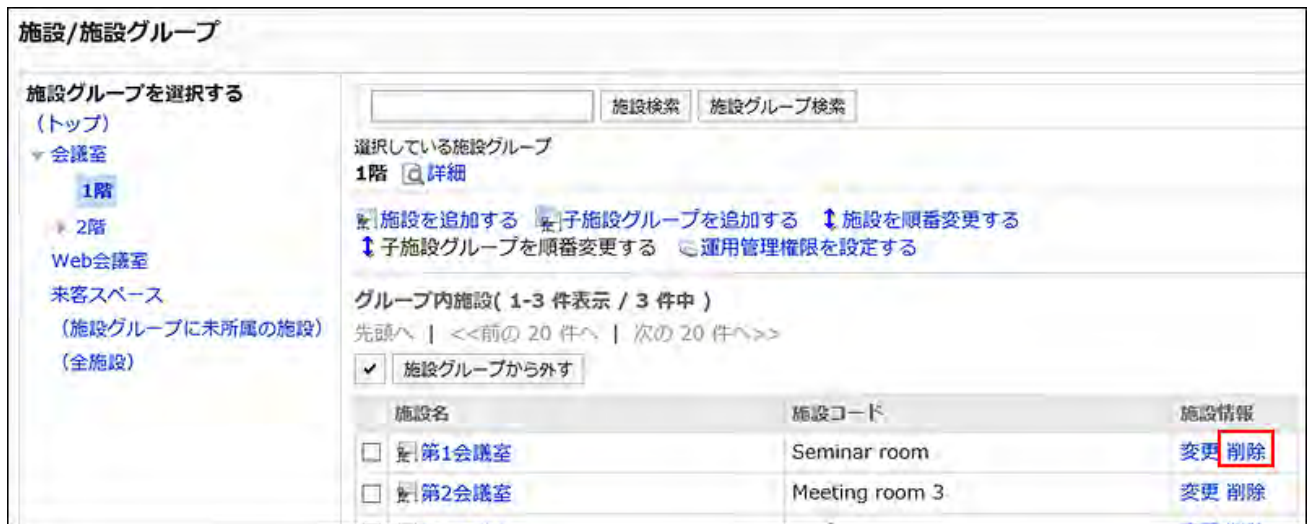 施設/施設グループ
施設グループを選択する
(トップ)
会議室
1階
2階
Web会議室
来客スペース
(施設グループに未所属の施設)
(全施設)
施設検索 施設グループ検索
選択している施設グループ
1階 詳細
施設を追加する 子施設グループを追加する 施設を順番変更する
子施設グループを順番変更する 運用管理権限を設定する
グループ内施設( 1-3 件表示 / 3 件中 )
先頭へ | <<前の 20 件へ | 次の 20 件へ>>
施設グループから外す
施設名 施設コード 施設情報
第1会議室 Seminar room 変更 削除
第2会議室 Meeting room 3 変更 削除